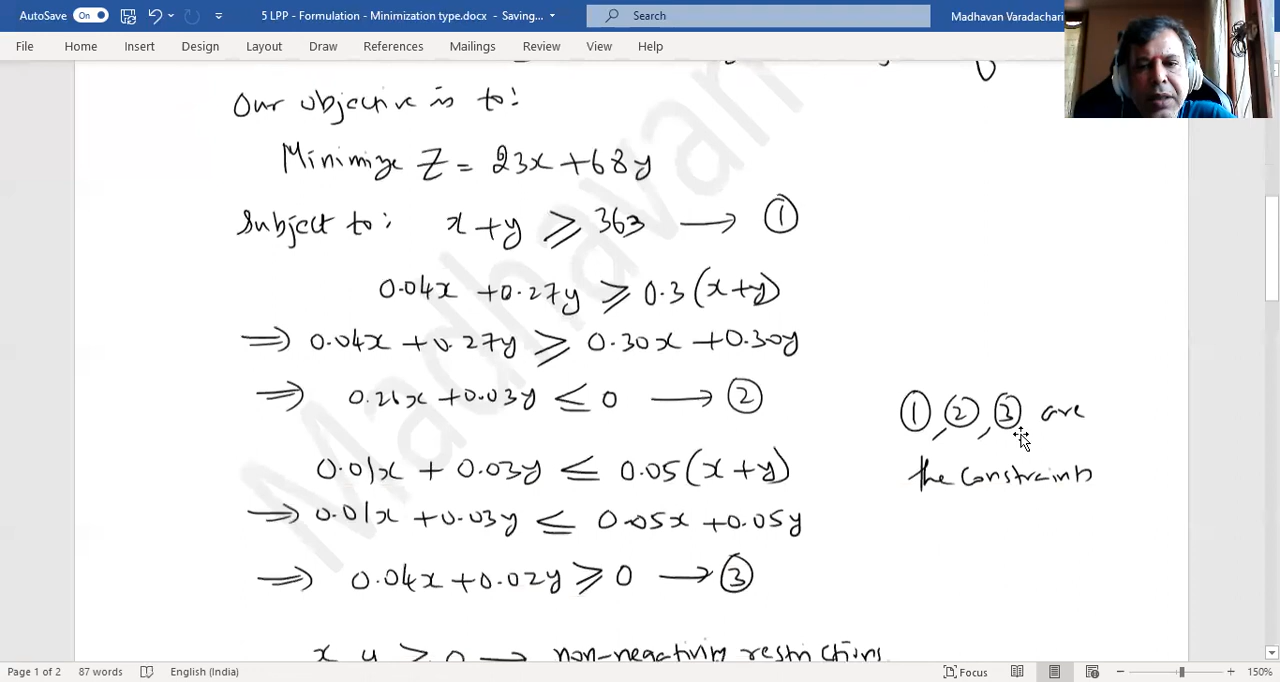 AutoSave On 5 LPP - Formulation - Minimization type.docx - Saving... Search Madhavan Varadachari
File Home Insert Design Layout References Mailings Review View Help
Our objective is to:
Minimize Z = 23x + 68y
Subject to: x + y ≥ 363 → ①
0.04x + 0.27y ≥ 0.3(x+y)
⇒ 0.04x + 0.27y ≥ 0.30x + 0.30y
⇒ 0.26x + 0.03y ≤ 0 → ②
①, ②, ③ are
the constraints
0.01x + 0.03y ≤ 0.05(x+y)
⇒ 0.01x + 0.03y ≤ 0.05x + 0.05y
⇒ 0.04x + 0.02y ≥ 0 → ③
x, y ≥ 0 → non-negativity restrictions
Madhavan
Page 1 of 2 87 words English (India) Focus 150%